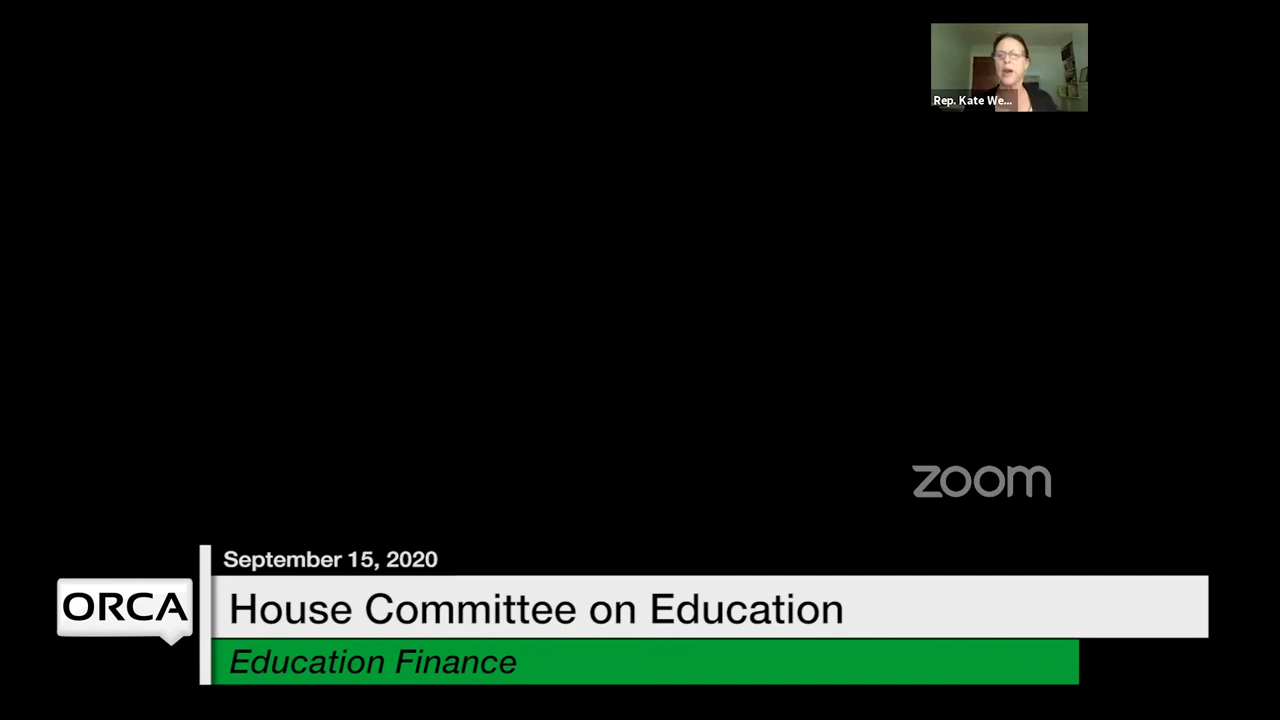 Rep. Kate We...
zoom
September 15, 2020
ORCA
House Committee on Education
Education Finance